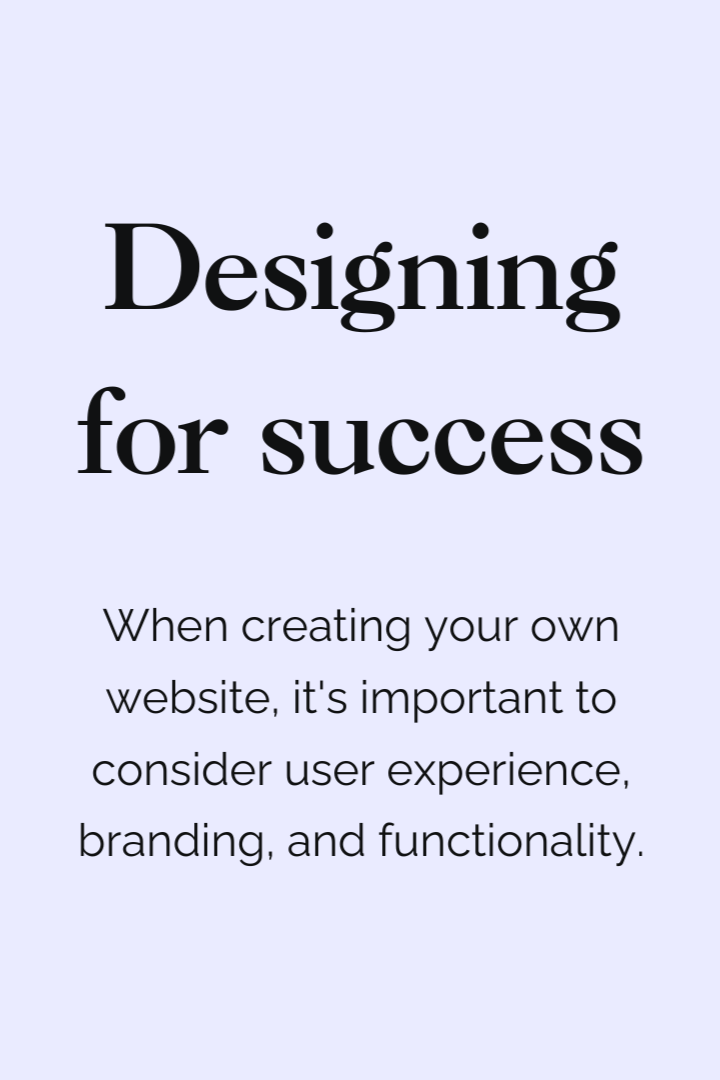 Designing
for success
When creating your own
website, it's important to
consider user experience,
branding, and functionality.